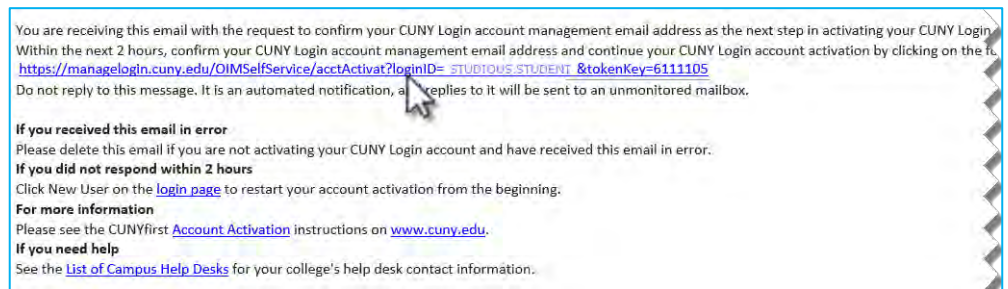 You are receiving this email with the request to confirm your CUNY Login account management email address as the next step in activating your CUNY Login
Within the next 2 hours, confirm your CUNY Login account management email address and continue your CUNY Login account activation by clicking on the
https://managelogin.cuny.edu/OIMSelfService/acctActivat?loginID= STUDIOUS.STUDENT &tokenKey=6111105
Do not reply to this message. It is an automated notification, replies to it will be sent to an unmonitored mailbox.
If you received this email in error
Please delete this email if you are not activating your CUNY Login account and have received this email in error.
If you did not respond within 2 hours
Click New User on the login page to restart your account activation from the beginning.
For more information
Please see the CUNYfirst Account Activation instructions on www.cuny.edu.
If you need help
See the List of Campus Help Desks for your college's help desk contact information.